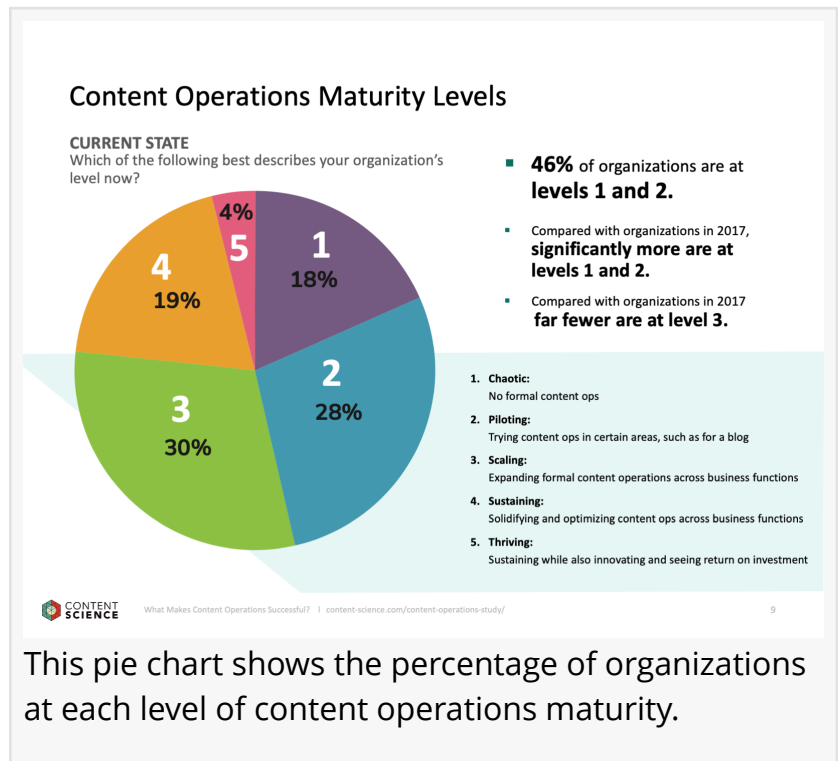 Content Operations Maturity Levels
CURRENT STATE
Which of the following best describes your organization's
level now?
4%
5
1
18%
4
19%
2
28%
3
30%
▪ 46% of organizations are at
levels 1 and 2.
▪ Compared with organizations in 2017,
significantly more are at
levels 1 and 2.
▪ Compared with organizations in 2017
far fewer are at level 3.
1. Chaotic:
No formal content ops
2. Piloting:
Trying content ops in certain areas, such as for a blog
3. Scaling:
Expanding formal content operations across business functions
4. Sustaining:
Solidifying and optimizing content ops across business functions
5. Thriving:
Sustaining while also innovating and seeing return on investment
CONTENT
SCIENCE
What Makes Content Operations Successful? | content-science.com/content-operations-study/
9
This pie chart shows the percentage of organizations
at each level of content operations maturity.